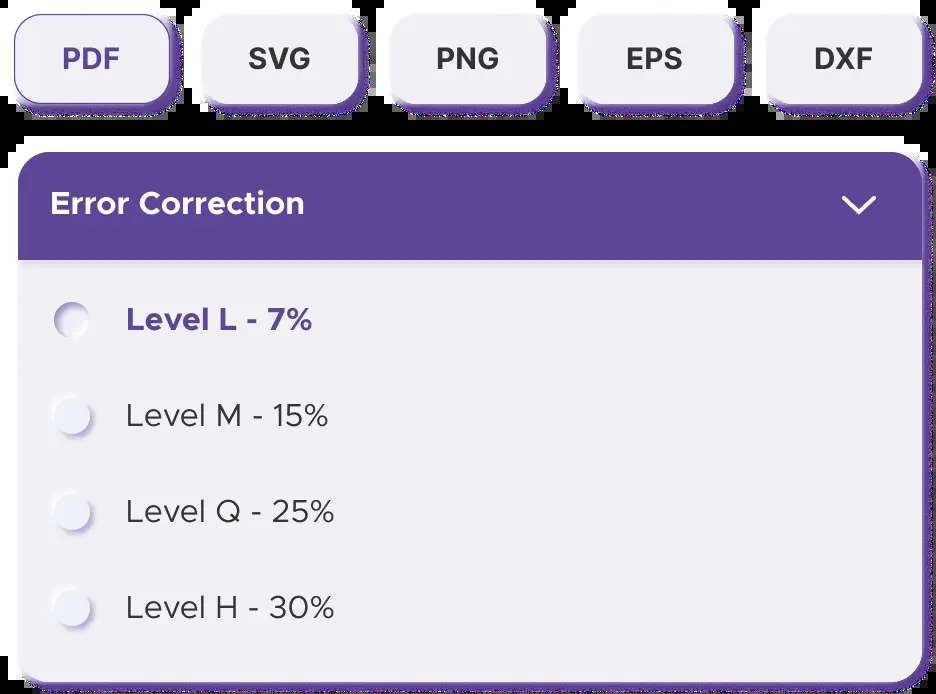 PDF SVG PNG EPS DXF
Error Correction
Level L - 7%
Level M - 15%
Level Q - 25%
Level H - 30%